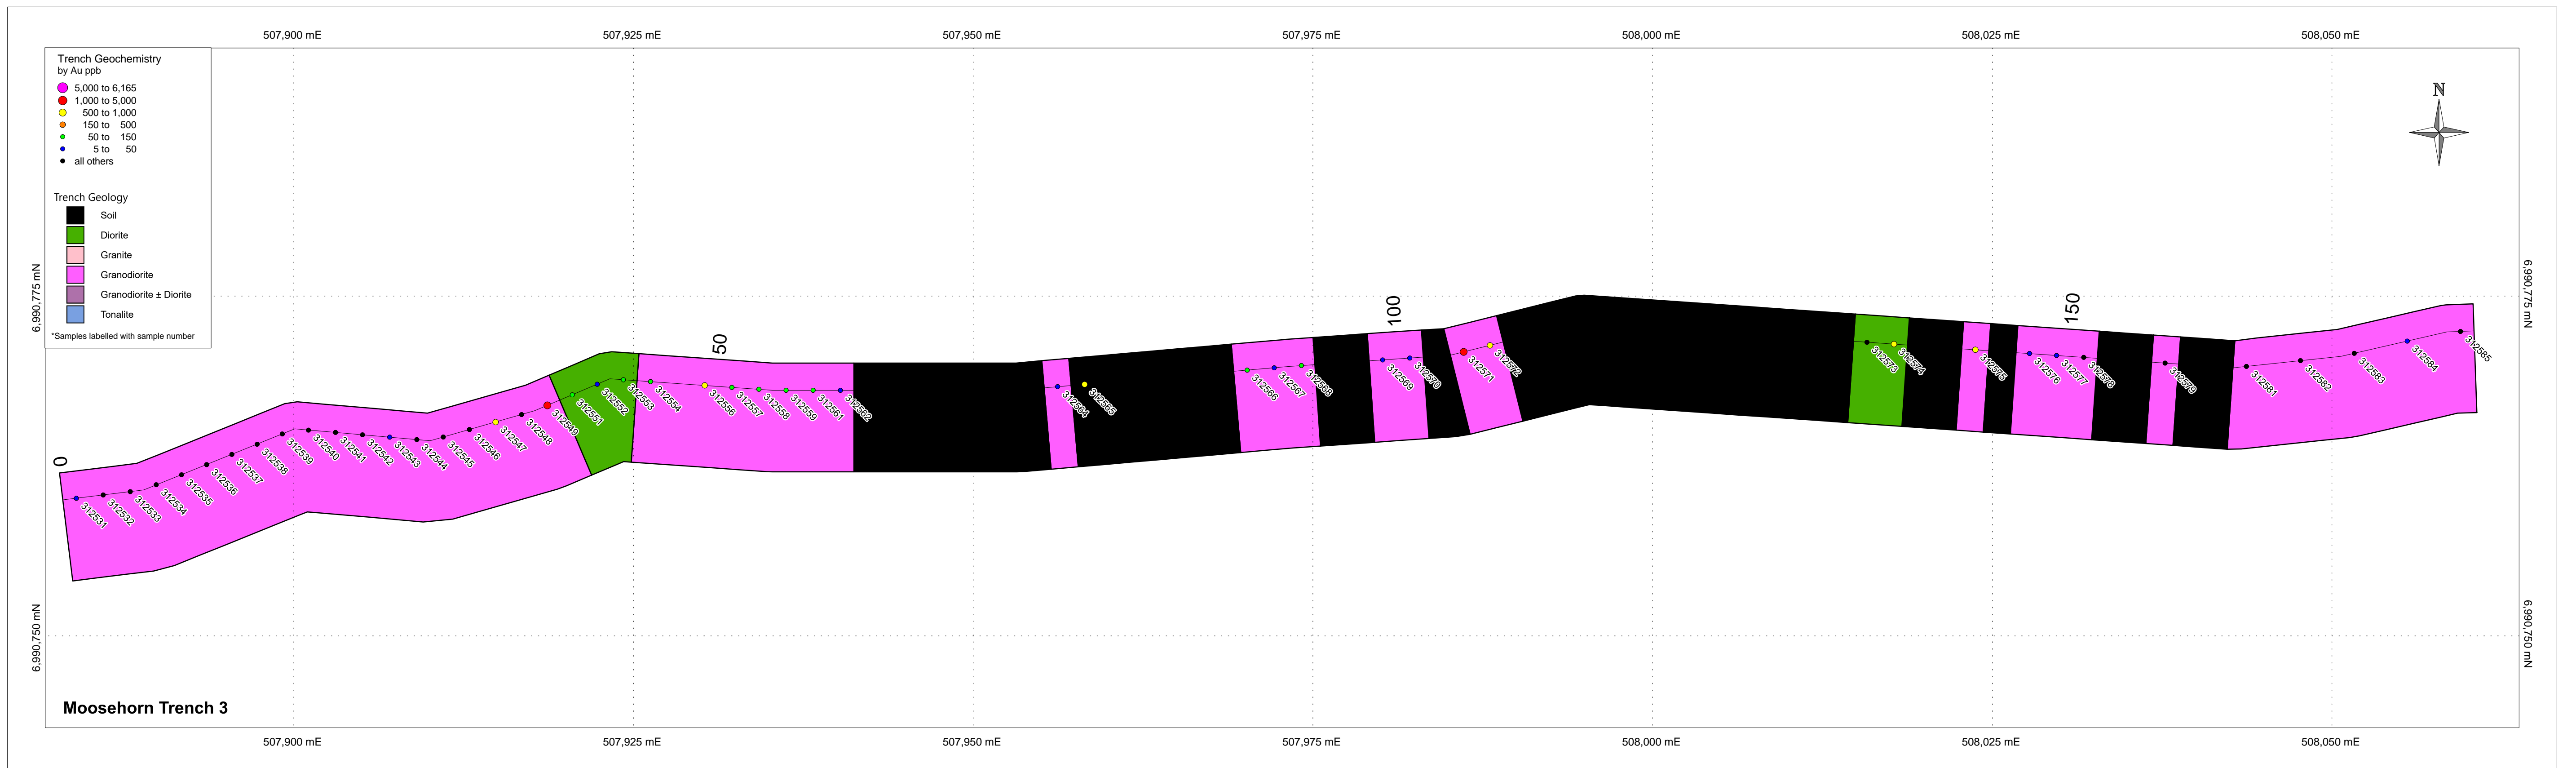 507,900 mE 507,925 mE 507,950 mE 507,975 mE 508,000 mE 508,025 mE 508,050 mE
Trench Geochemistry
by Au ppb
5,000 to 6,165
1,000 to 5,000
500 to 1,000
150 to 500
50 to 150
5 to 50
all others
Trench Geology
Soil
Diorite
Granite
Granodiorite
Granodiorite ± Diorite
Tonalite
*Samples labelled with sample number
N
6,990,775 mN
6,990,775 mN
0
50
100
150
312531
312532
312533
312534
312535
312536
312537
312538
312539
312540
312541
312542
312543
312544
312545
312546
312547
312548
312549
312551
312552
312553
312554
312556
312557
312558
312559
312561
312562
312564
312565
312566
312567
312568
312569
312570
312571
312572
312573
312574
312575
312576
312577
312578
312579
312581
312582
312583
312584
312585
6,990,750 mN
6,990,750 mN
Moosehorn Trench 3
507,900 mE 507,925 mE 507,950 mE 507,975 mE 508,000 mE 508,025 mE 508,050 mE